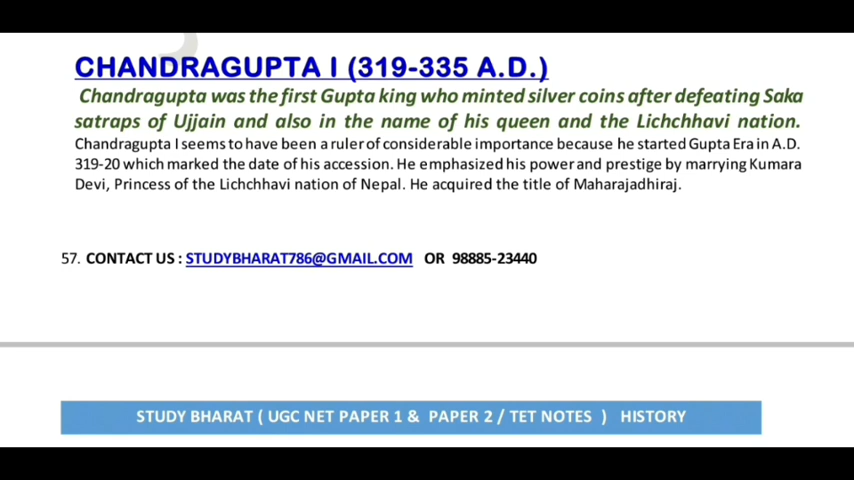 CHANDRAGUPTA I (319-335 A.D.)
Chandragupta was the first Gupta king who minted silver coins after defeating Saka
satraps of Ujjain and also in the name of his queen and the Lichchhavi nation.
Chandragupta I seems to have been a ruler of considerable importance because he started Gupta Era in A.D.
319-20 which marked the date of his accession. He emphasized his power and prestige by marrying Kumara
Devi, Princess of the Lichchhavi nation of Nepal. He acquired the title of Maharajadhiraj.
57. CONTACT US : STUDYBHARAT786@GMAIL.COM OR 98885-23440
STUDY BHARAT ( UGC NET PAPER 1 & PAPER 2 / TET NOTES ) HISTORY